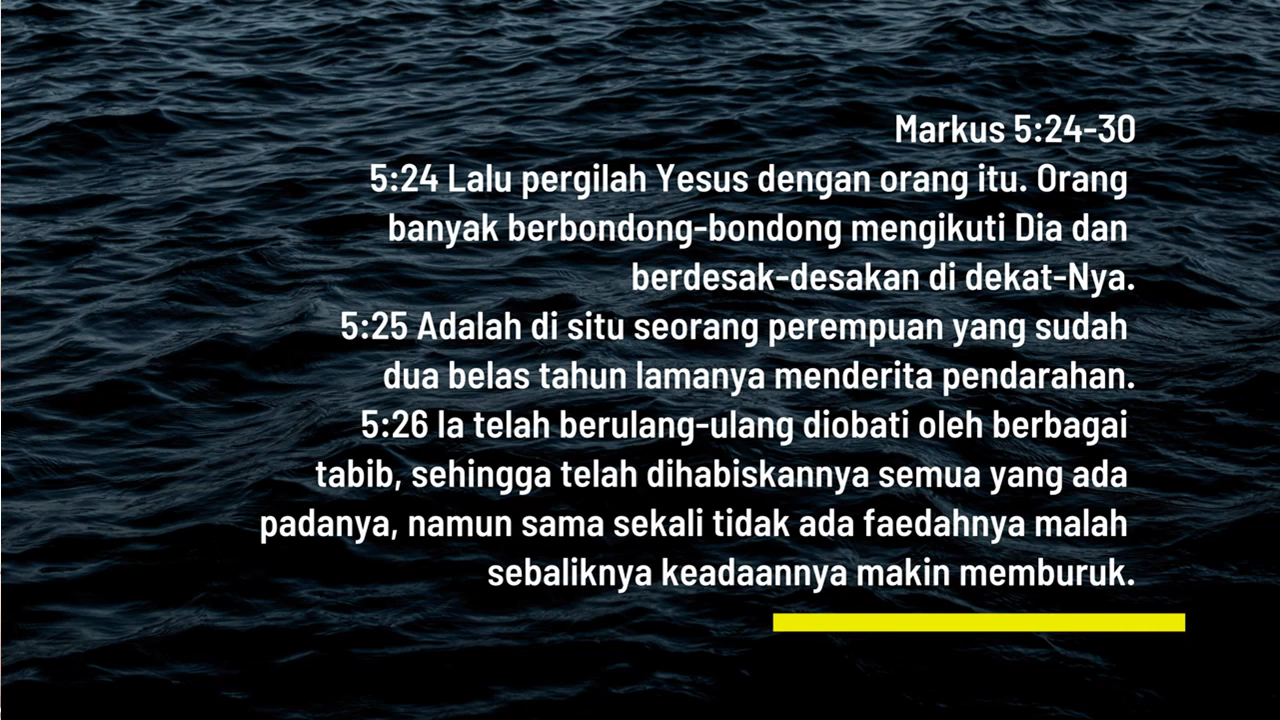 Markus 5:24-30
5:24 Lalu pergilah Yesus dengan orang itu. Orang
banyak berbondong-bondong mengikuti Dia dan
berdesak-desakan di dekat-Nya.
5:25 Adalah di situ seorang perempuan yang sudah
dua belas tahun lamanya menderita pendarahan.
5:26 Ia telah berulang-ulang diobati oleh berbagai
tabib, sehingga telah dihabiskannya semua yang ada
padanya, namun sama sekali tidak ada faedahnya malah
sebaliknya keadaannya makin memburuk.